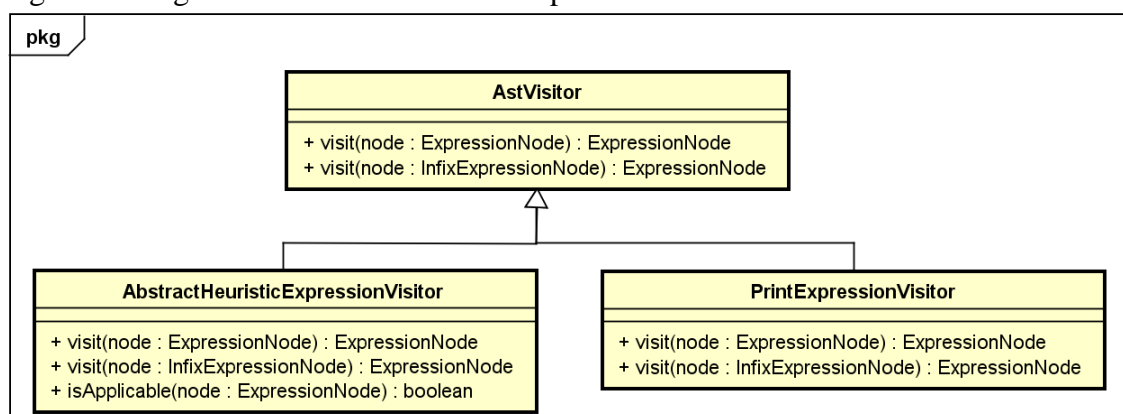 pkg
AstVisitor
+ visit(node : ExpressionNode) : ExpressionNode
+ visit(node : InfixExpressionNode) : ExpressionNode
AbstractHeuristicExpressionVisitor
+ visit(node : ExpressionNode) : ExpressionNode
+ visit(node : InfixExpressionNode) : ExpressionNode
+ isApplicable(node : ExpressionNode) : boolean
PrintExpressionVisitor
+ visit(node : ExpressionNode) : ExpressionNode
+ visit(node : InfixExpressionNode) : ExpressionNode